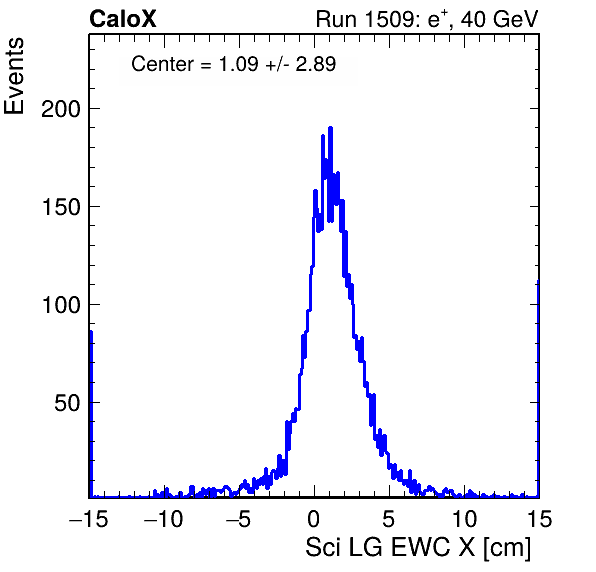 CaloX Run 1509: e⁺, 40 GeV
Center = 1.09 +/- 2.89
Events
200
150
100
50
−15 −10 −5 0 5 10 15
Sci LG EWC X [cm]